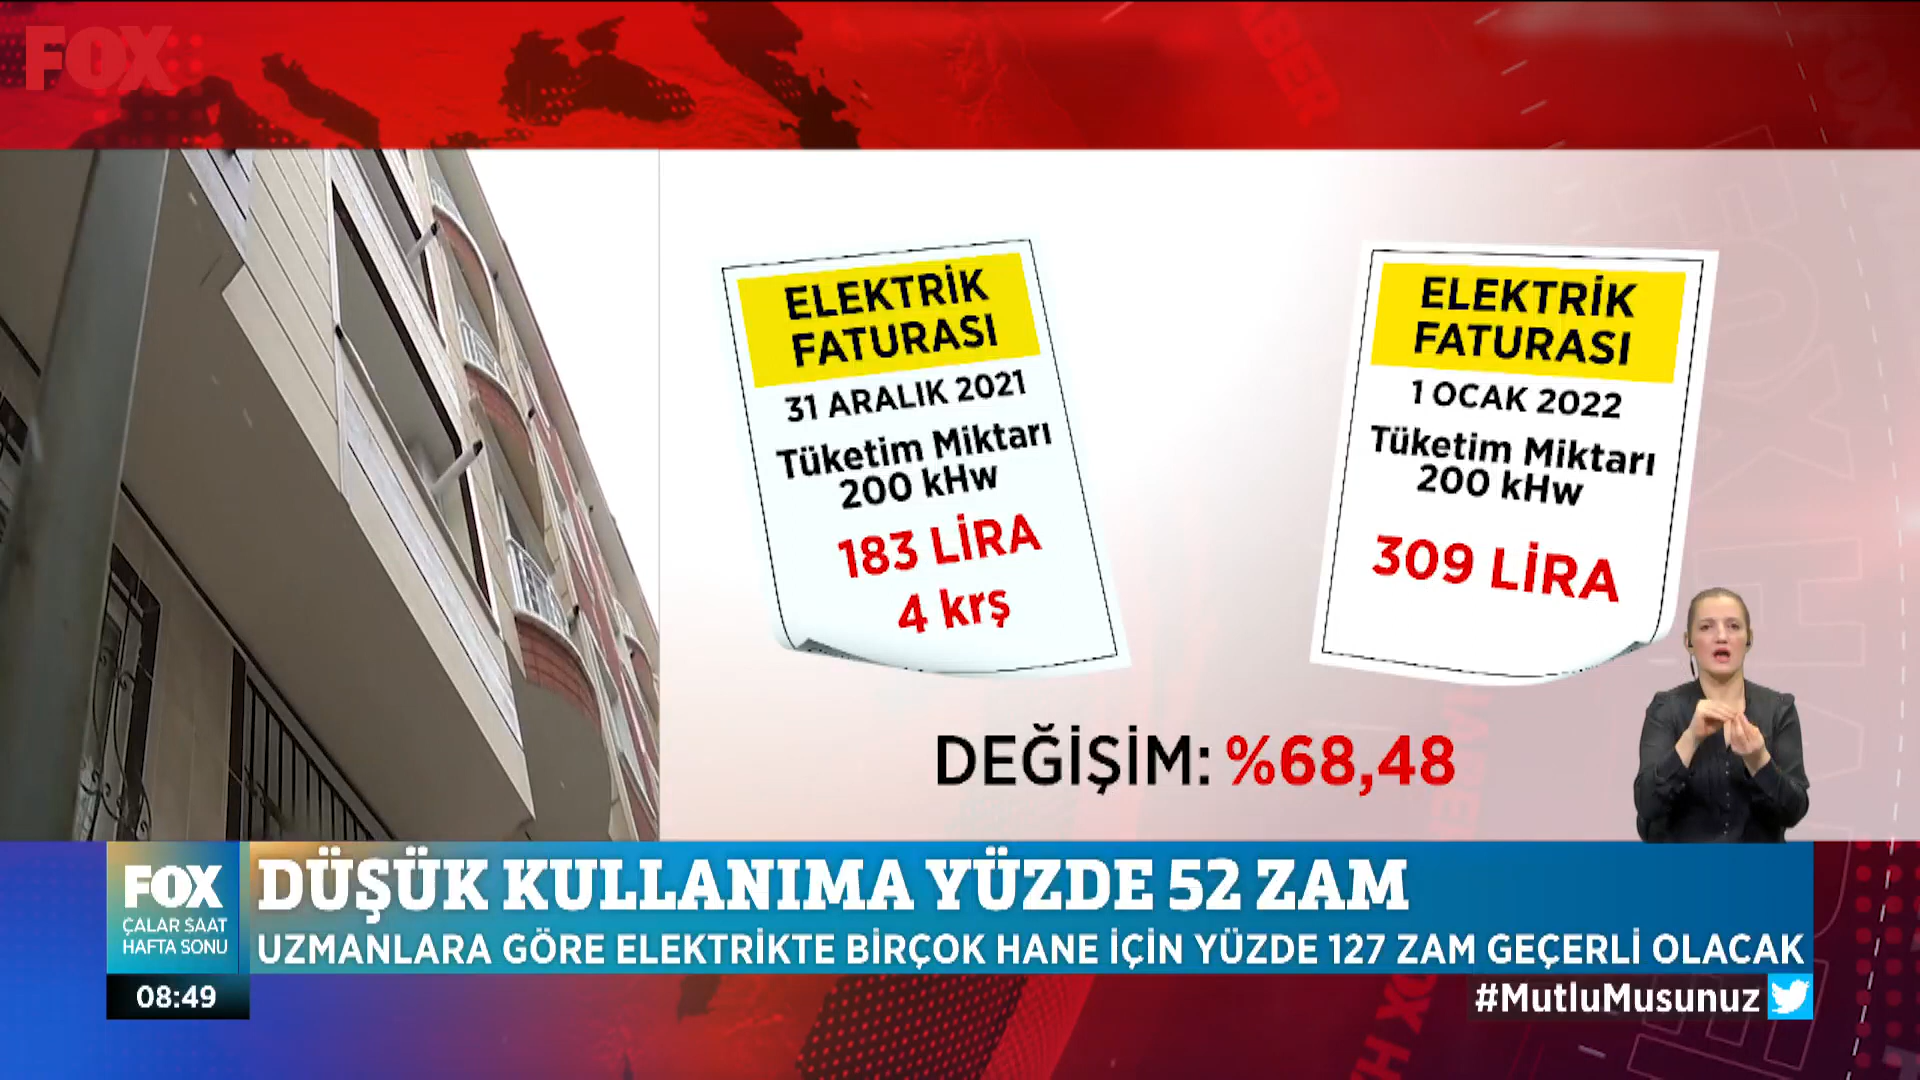 FOX
ELEKTRİK
FATURASI
31 ARALIK 2021
Tüketim Miktarı
200 kHw
183 LİRA
4 krş
ELEKTRİK
FATURASI
1 OCAK 2022
Tüketim Miktarı
200 kHw
309 LİRA
DEĞİŞİM: %68,48
FOX
ÇALAR SAAT
HAFTA SONU
08:49
DÜŞÜK KULLANIMA YÜZDE 52 ZAM
UZMANLARA GÖRE ELEKTRİKTE BİRÇOK HANE İÇİN YÜZDE 127 ZAM GEÇERLİ OLACAK
#MutluMusunuz